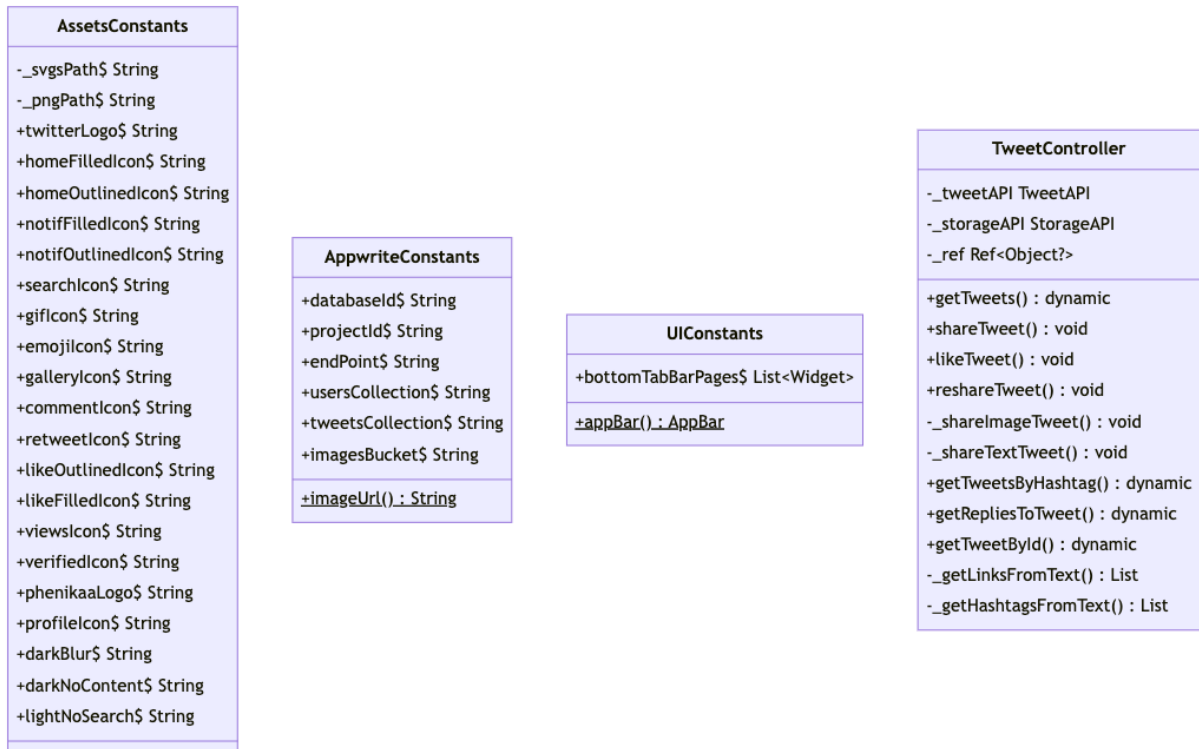 AssetsConstants
-_svgsPath$ String
-_pngPath$ String
+twitterLogo$ String
+homeFilledIcon$ String
+homeOutlinedIcon$ String
+notifFilledIcon$ String
+notifOutlinedIcon$ String
+searchIcon$ String
+gifIcon$ String
+emojiIcon$ String
+galleryIcon$ String
+commentIcon$ String
+retweetIcon$ String
+likeOutlinedIcon$ String
+likeFilledIcon$ String
+viewsIcon$ String
+verifiedIcon$ String
+phenikaaLogo$ String
+profileIcon$ String
+darkBlur$ String
+darkNoContent$ String
+lightNoSearch$ String
AppwriteConstants
+databaseId$ String
+projectId$ String
+endPoint$ String
+usersCollection$ String
+tweetsCollection$ String
+imagesBucket$ String
+imageUrl() : String
UIConstants
+bottomTabBarPages$ List<Widget>
+appBar() : AppBar
TweetController
-_tweetAPI TweetAPI
-_storageAPI StorageAPI
-_ref Ref<Object?>
+getTweets() : dynamic
+shareTweet() : void
+likeTweet() : void
+reshareTweet() : void
-_shareImageTweet() : void
-_shareTextTweet() : void
+getTweetsByHashtag() : dynamic
+getRepliesToTweet() : dynamic
+getTweetById() : dynamic
-_getLinksFromText() : List
-_getHashtagsFromText() : List